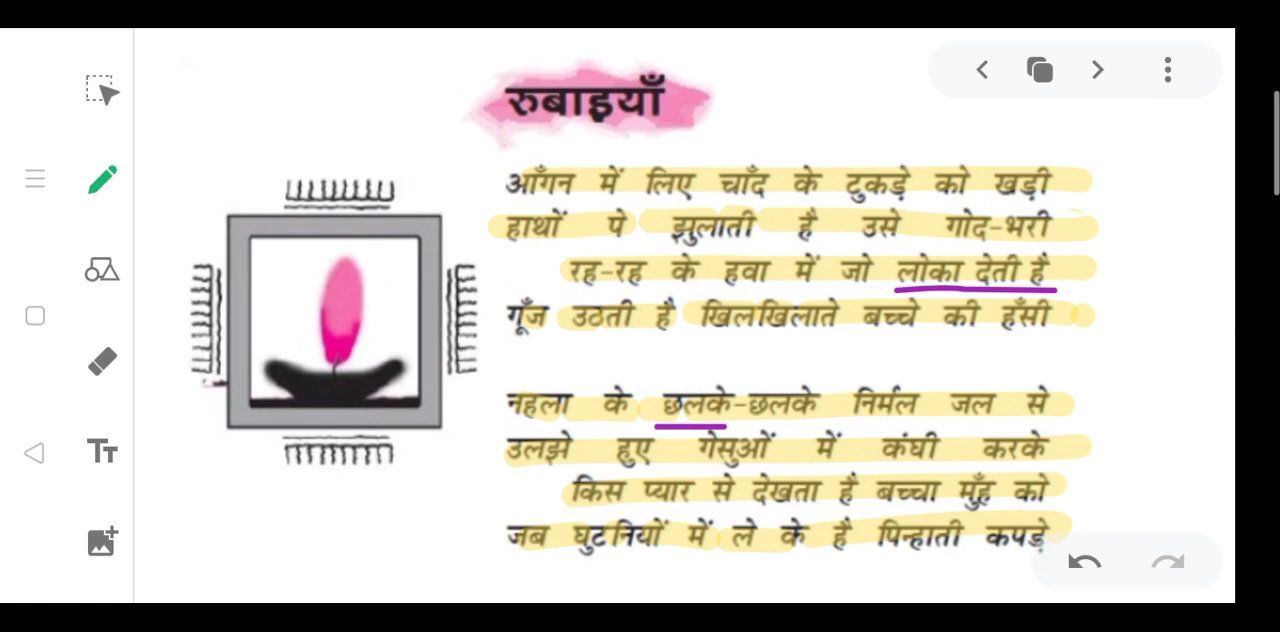 रुबाइयाँ
आँगन में लिए चाँद के टुकड़े को खड़ी
हाथों पे झुलाती है उसे गोद-भरी
रह-रह के हवा में जो लोका देती है
गूँज उठती है खिलखिलाते बच्चे की हँसी
नहला के छलके-छलके निर्मल जल से
उलझे हुए गेसुओं में कंघी करके
किस प्यार से देखता है बच्चा मुँह को
जब घुटनियों में ले के है पिन्हाती कपड़े
TT